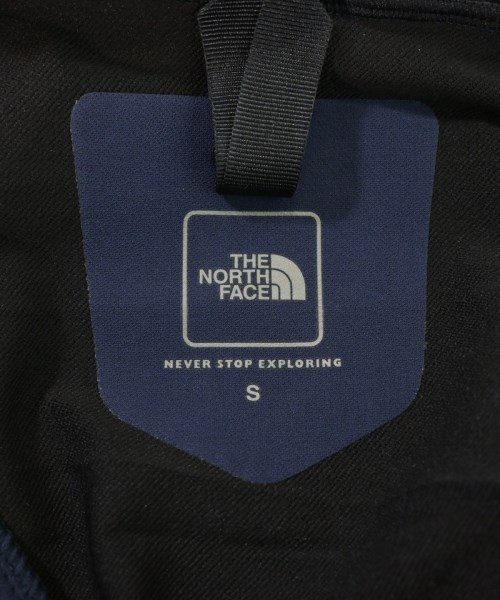 THE
NORTH
FACE
NEVER STOP EXPLORING
S